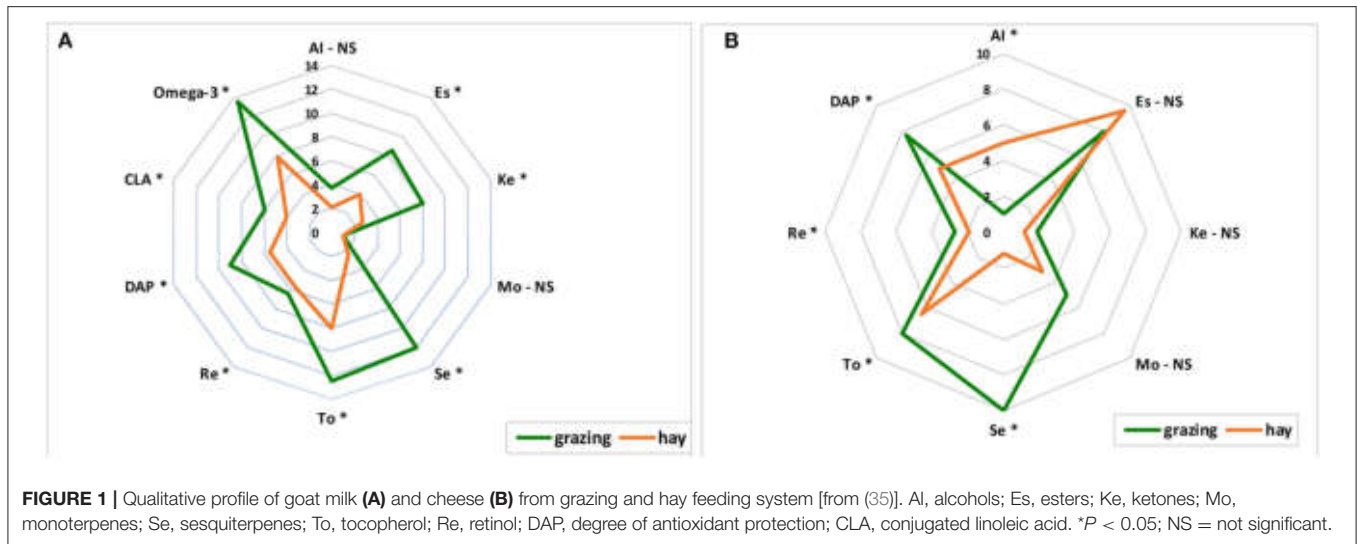 A
Al - NS
14
12
10
8
6
4
2
0
Es *
Ke *
Mo - NS
Se *
To *
Re *
DAP *
CLA *
Omega-3 *
grazing hay
B
Al *
10
8
6
4
2
0
Es - NS
Ke - NS
Mo - NS
Se *
To *
Re *
DAP *
grazing hay
FIGURE 1 | Qualitative profile of goat milk (A) and cheese (B) from grazing and hay feeding system [from (35)]. Al, alcohols; Es, esters; Ke, ketones; Mo,
monoterpenes; Se, sesquiterpenes; To, tocopherol; Re, retinol; DAP, degree of antioxidant protection; CLA, conjugated linoleic acid. *P < 0.05; NS = not significant.